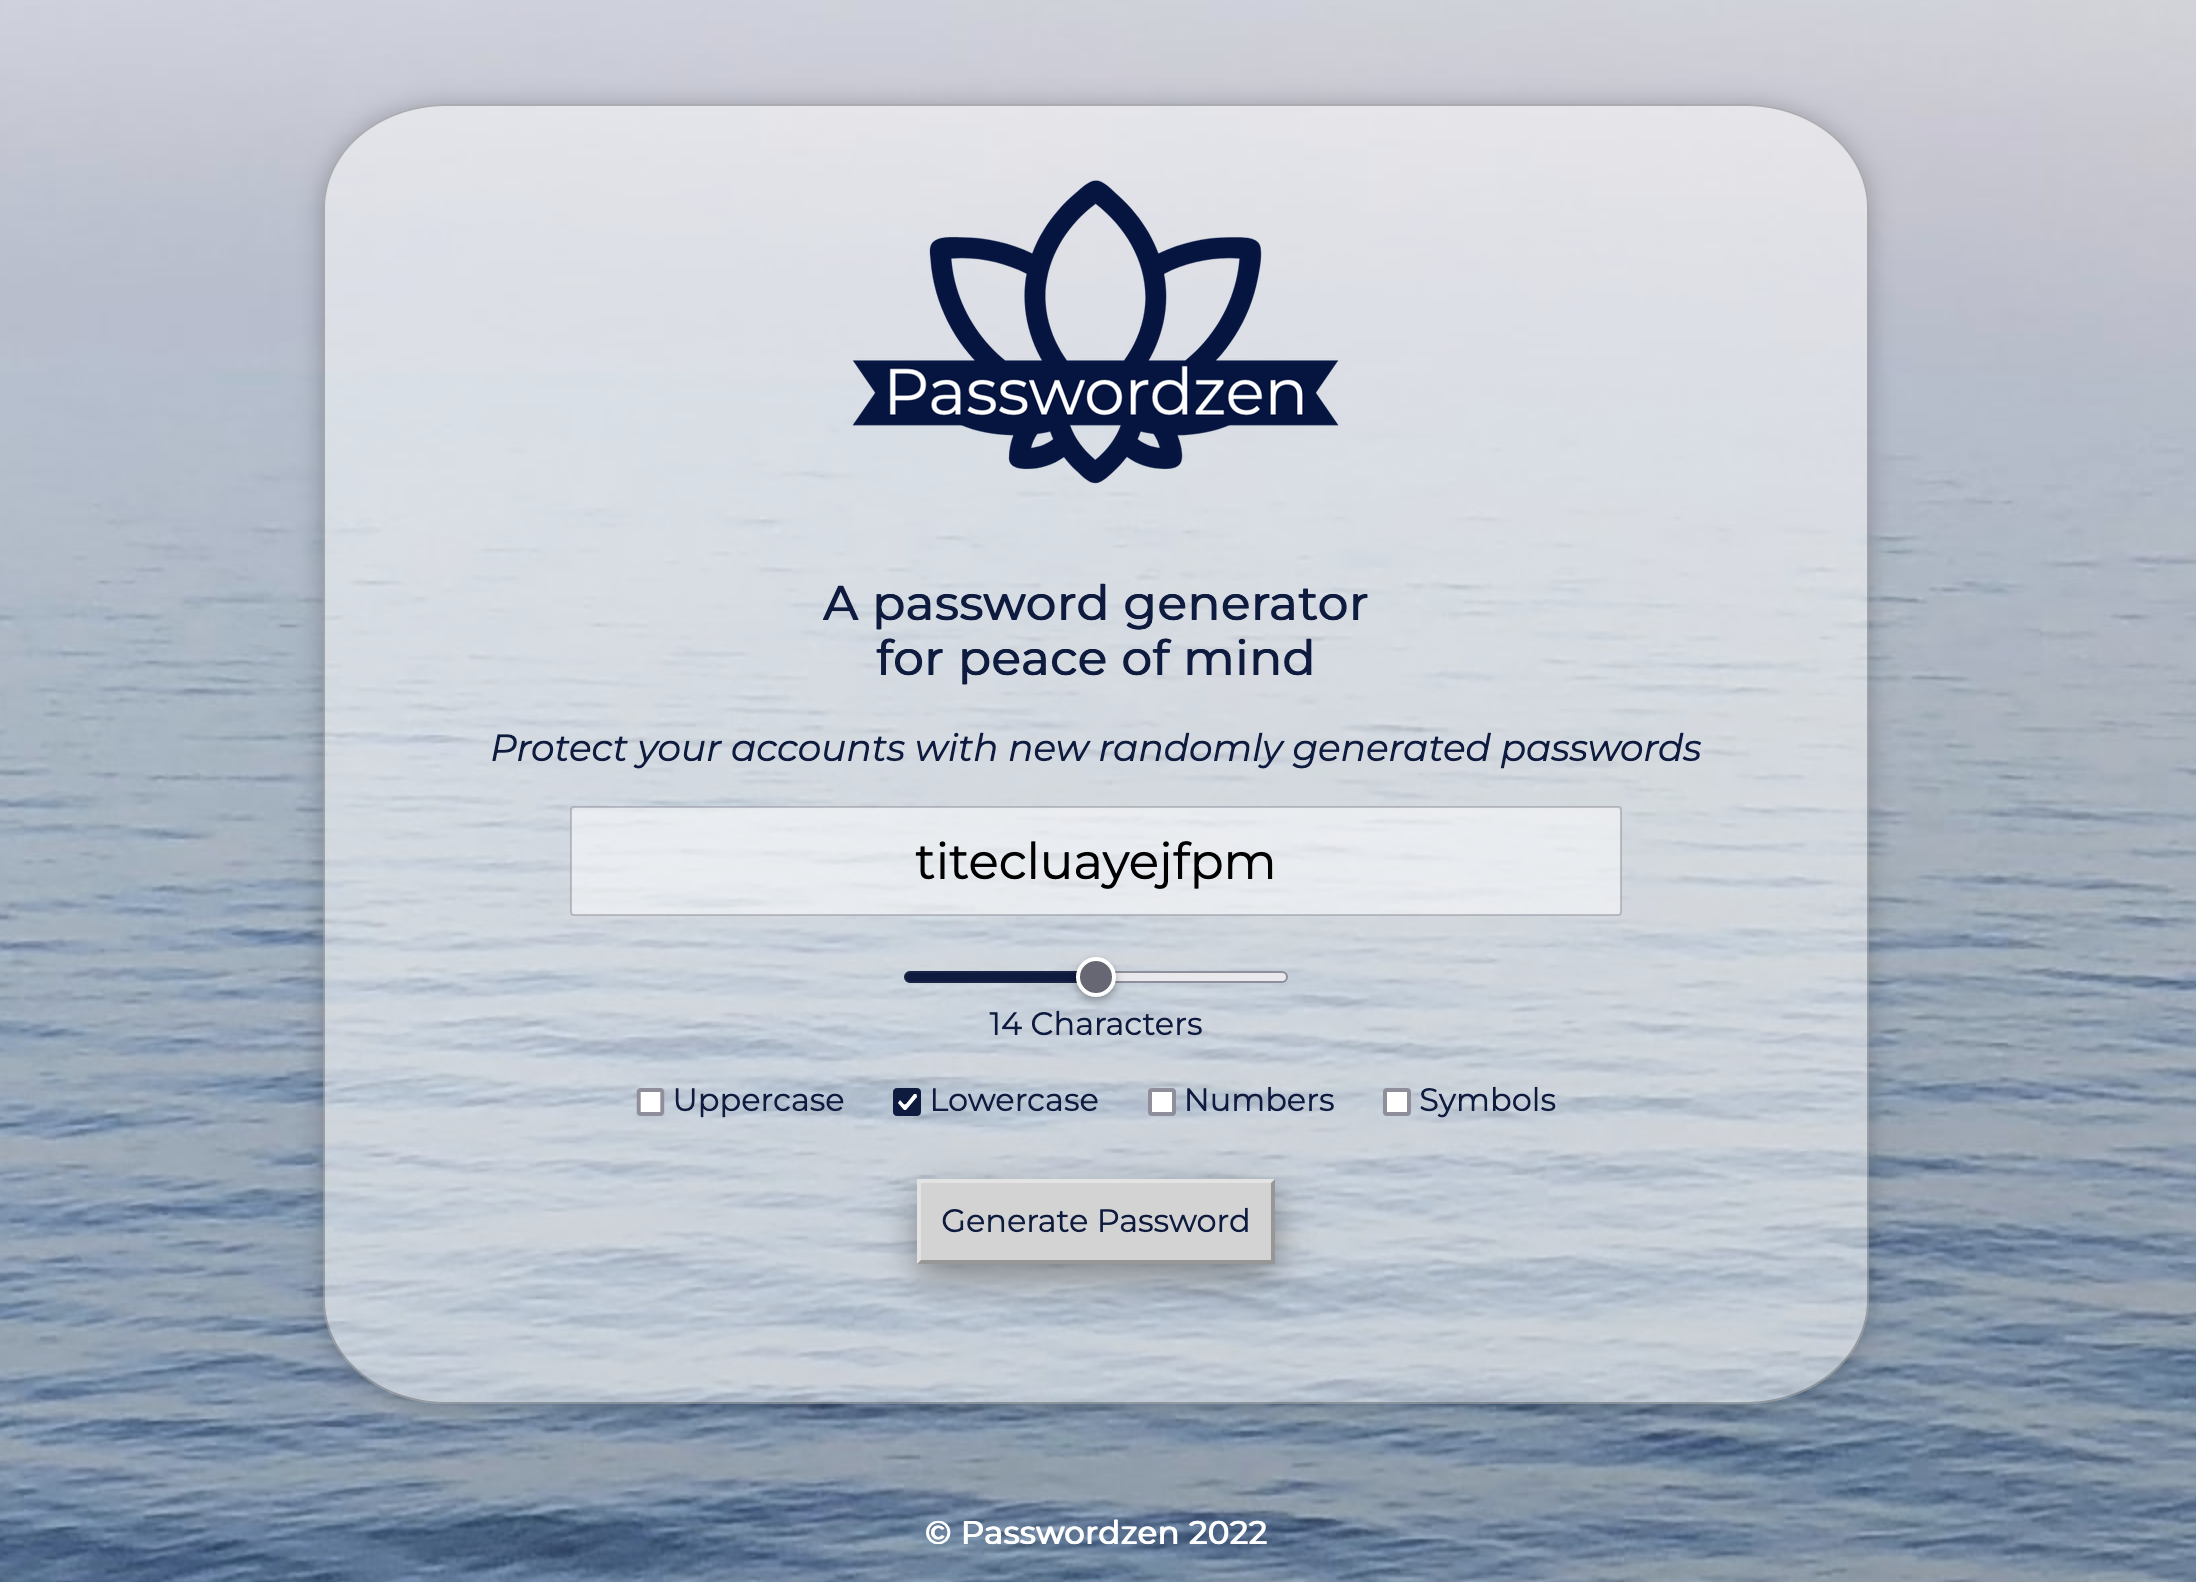 Passwordzen
A password generator
for peace of mind
Protect your accounts with new randomly generated passwords
titecluayejfpm
14 Characters
Uppercase Lowercase Numbers Symbols
Generate Password
© Passwordzen 2022